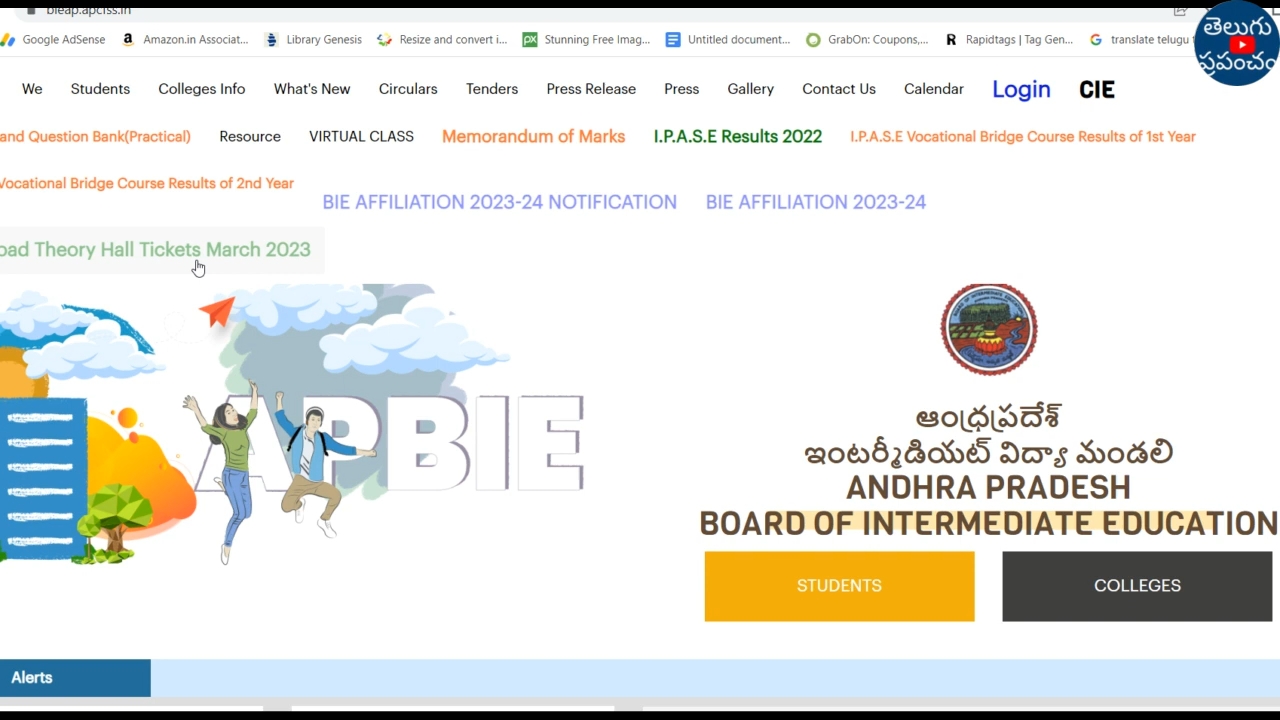 bieap.apcfss.in
Google AdSense Amazon.in Associat... Library Genesis Resize and convert i... Stunning Free Imag... Untitled document... GrabOn: Coupons,... Rapidtags | Tag Gen... translate telugu
తెలుగు
ప్రపంచం
We Students Colleges Info What's New Circulars Tenders Press Release Press Gallery Contact Us Calendar Login CIE
and Question Bank(Practical) Resource VIRTUAL CLASS Memorandum of Marks I.P.A.S.E Results 2022 I.P.A.S.E Vocational Bridge Course Results of 1st Year
Vocational Bridge Course Results of 2nd Year
BIE AFFILIATION 2023-24 NOTIFICATION BIE AFFILIATION 2023-24
oad Theory Hall Tickets March 2023
APBIE
ఆంధ్రప్రదేశ్
ఇంటర్మీడియట్ విద్యా మండలి
ANDHRA PRADESH
BOARD OF INTERMEDIATE EDUCATION
STUDENTS COLLEGES
Alerts